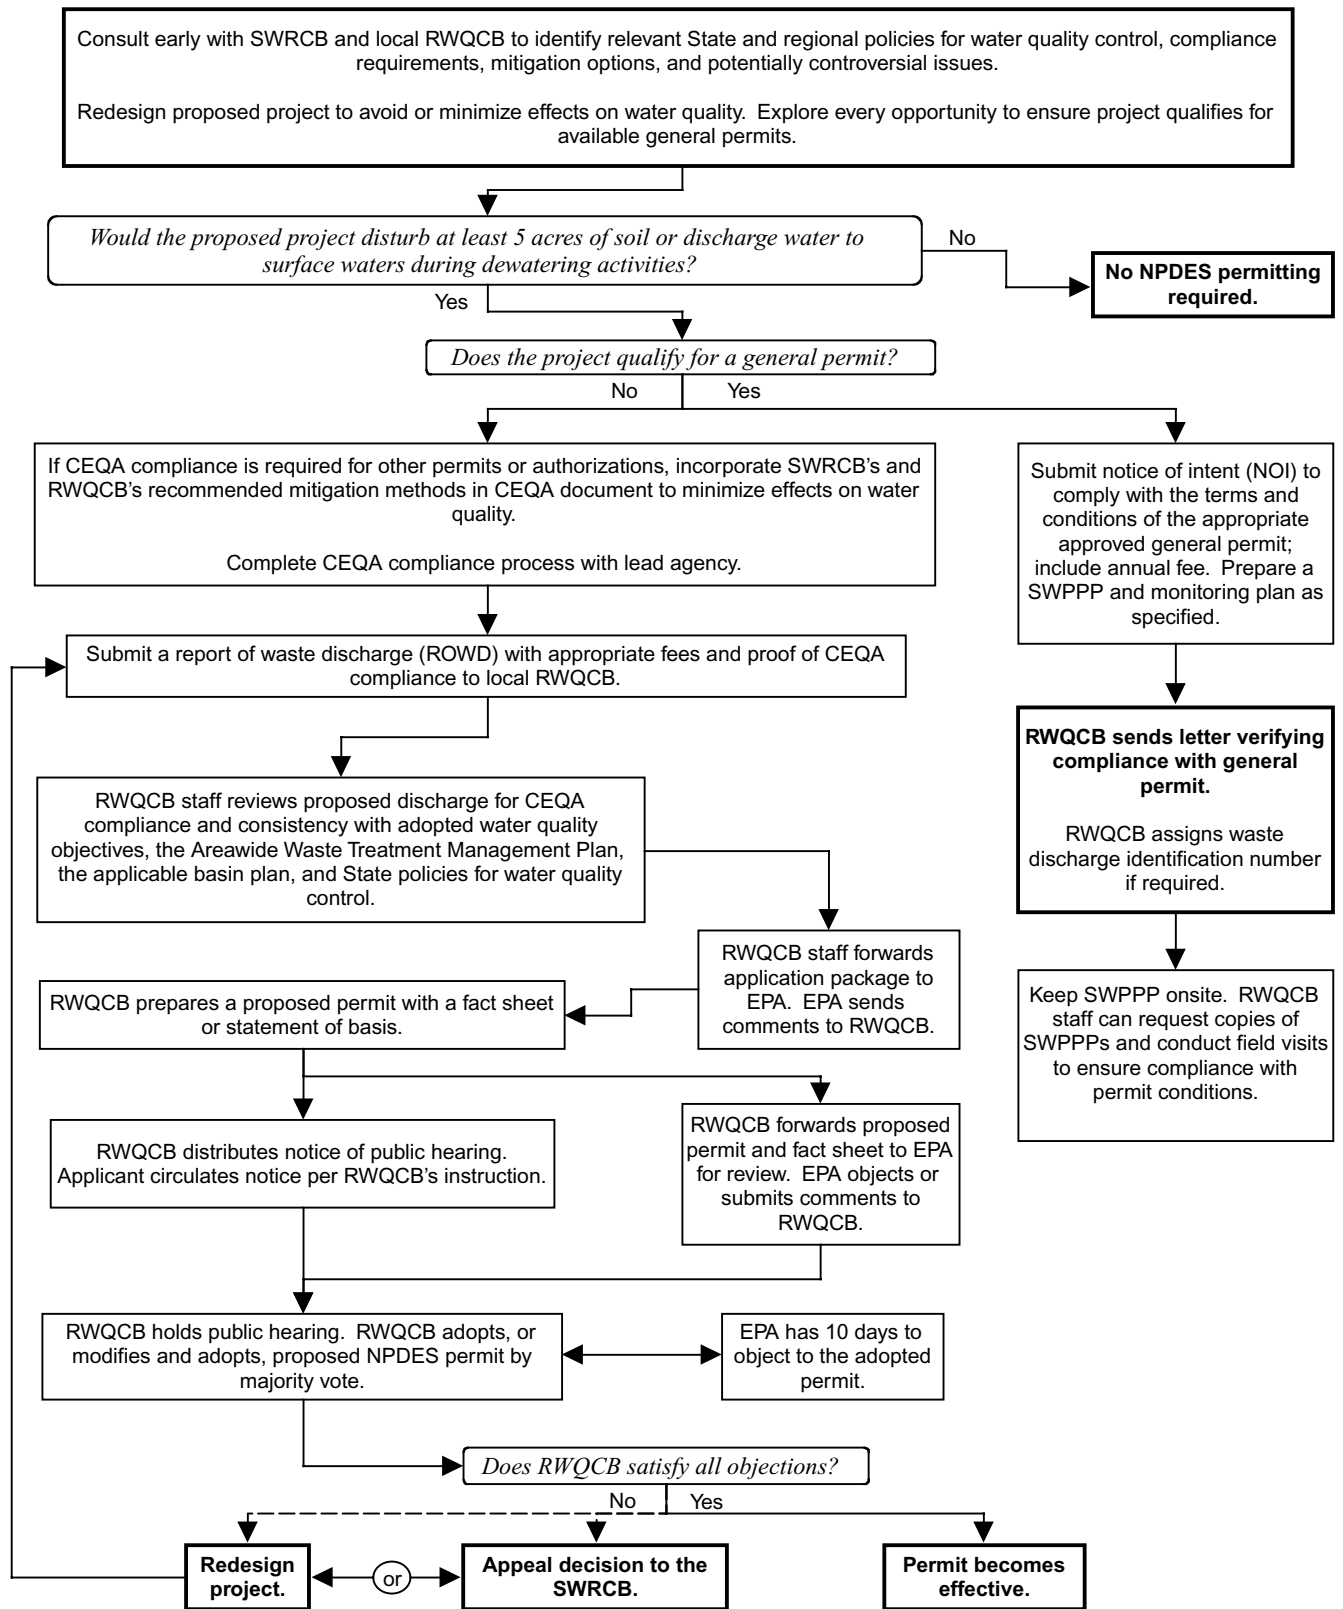 Consult early with SWRCB and local RWQCB to identify relevant State and regional policies for water quality control, compliance
requirements, mitigation options, and potentially controversial issues.
Redesign proposed project to avoid or minimize effects on water quality. Explore every opportunity to ensure project qualifies for
available general permits.
Would the proposed project disturb at least 5 acres of soil or discharge water to
surface waters during dewatering activities?
No
No NPDES permitting
required.
Yes
Does the project qualify for a general permit?
No
Yes
If CEQA compliance is required for other permits or authorizations, incorporate SWRCB's and
RWQCB's recommended mitigation methods in CEQA document to minimize effects on water
quality.
Complete CEQA compliance process with lead agency.
Submit notice of intent (NOI) to
comply with the terms and
conditions of the appropriate
approved general permit;
include annual fee. Prepare a
SWPPP and monitoring plan as
specified.
Submit a report of waste discharge (ROWD) with appropriate fees and proof of CEQA
compliance to local RWQCB.
RWQCB sends letter verifying
compliance with general
permit.
RWQCB assigns waste
discharge identification number
if required.
RWQCB staff reviews proposed discharge for CEQA
compliance and consistency with adopted water quality
objectives, the Areawide Waste Treatment Management Plan,
the applicable basin plan, and State policies for water quality
control.
RWQCB staff forwards
application package to
EPA. EPA sends
comments to RWQCB.
Keep SWPPP onsite. RWQCB
staff can request copies of
SWPPPs and conduct field visits
to ensure compliance with
permit conditions.
RWQCB prepares a proposed permit with a fact sheet
or statement of basis.
RWQCB distributes notice of public hearing.
Applicant circulates notice per RWQCB's instruction.
RWQCB forwards proposed
permit and fact sheet to EPA
for review. EPA objects or
submits comments to
RWQCB.
RWQCB holds public hearing. RWQCB adopts, or
modifies and adopts, proposed NPDES permit by
majority vote.
EPA has 10 days to
object to the adopted
permit.
Does RWQCB satisfy all objections?
No
Yes
Redesign
project.
or
Appeal decision to the
SWRCB.
Permit becomes
effective.